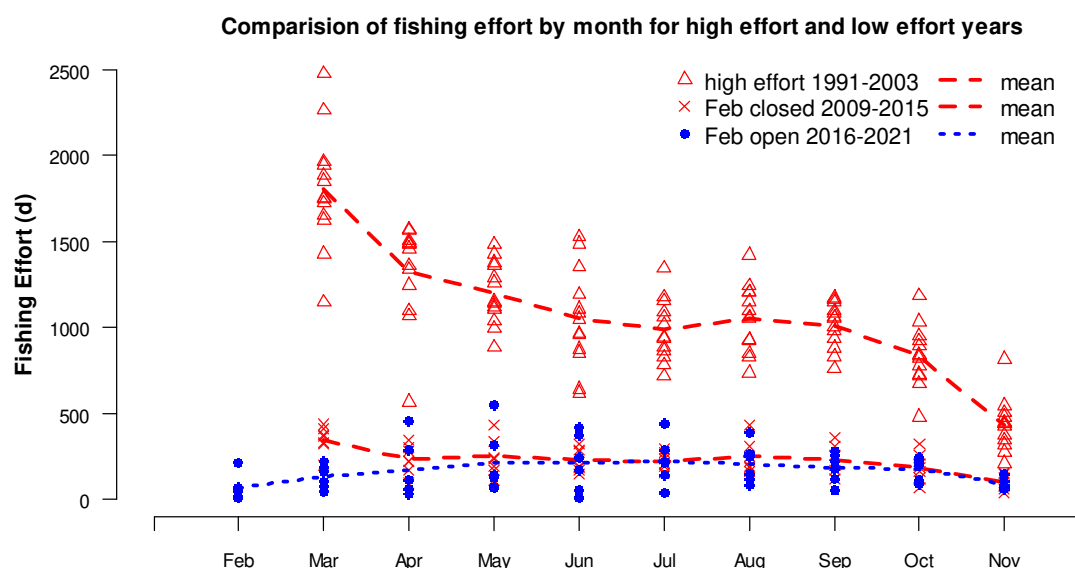 Comparision of fishing effort by month for high effort and low effort years
high effort 1991-2003 mean
Feb closed 2009-2015 mean
Feb open 2016-2021 mean
Fishing Effort (d)
2500
2000
1500
1000
500
0
Feb Mar Apr May Jun Jul Aug Sep Oct Nov